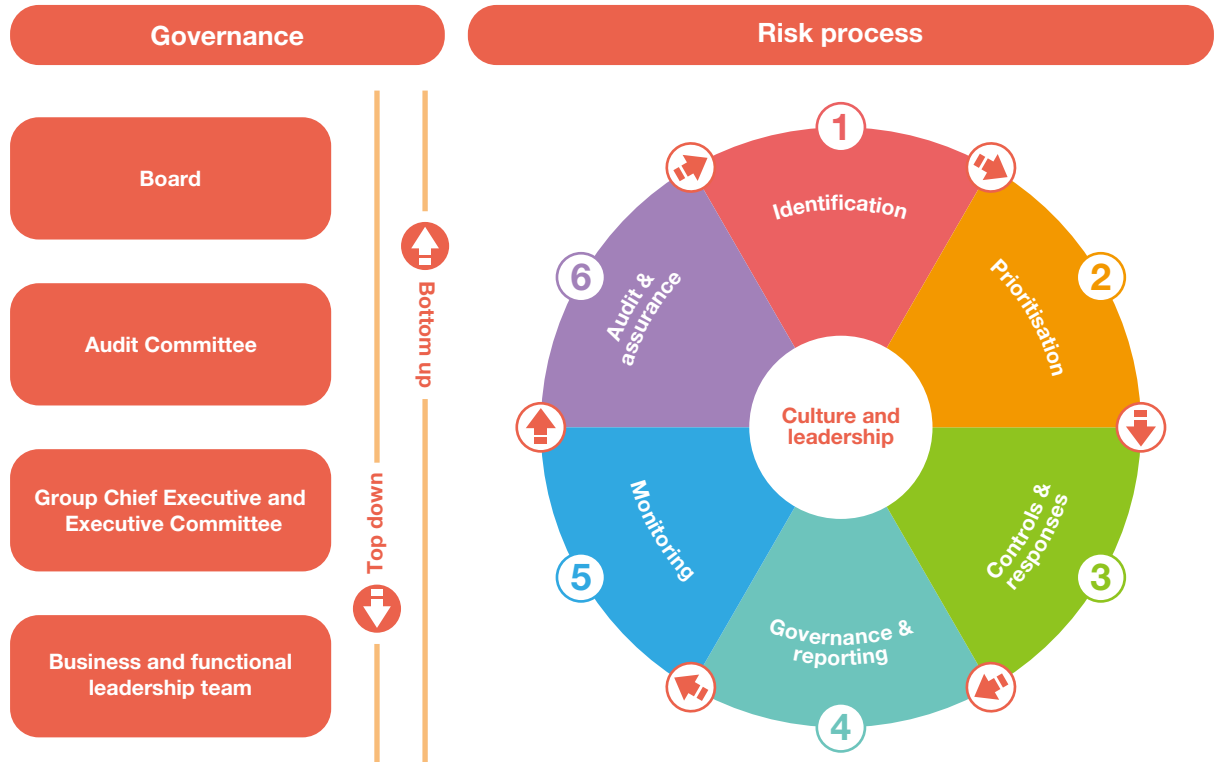 Governance
Risk process
Board
Audit Committee
Group Chief Executive and
Executive Committee
Business and functional
leadership team
Top down
Bottom up
1
Identification
2
Prioritisation
3
Controls &
responses
4
Governance &
reporting
5
Monitoring
6
Audit &
assurance
Culture and
leadership